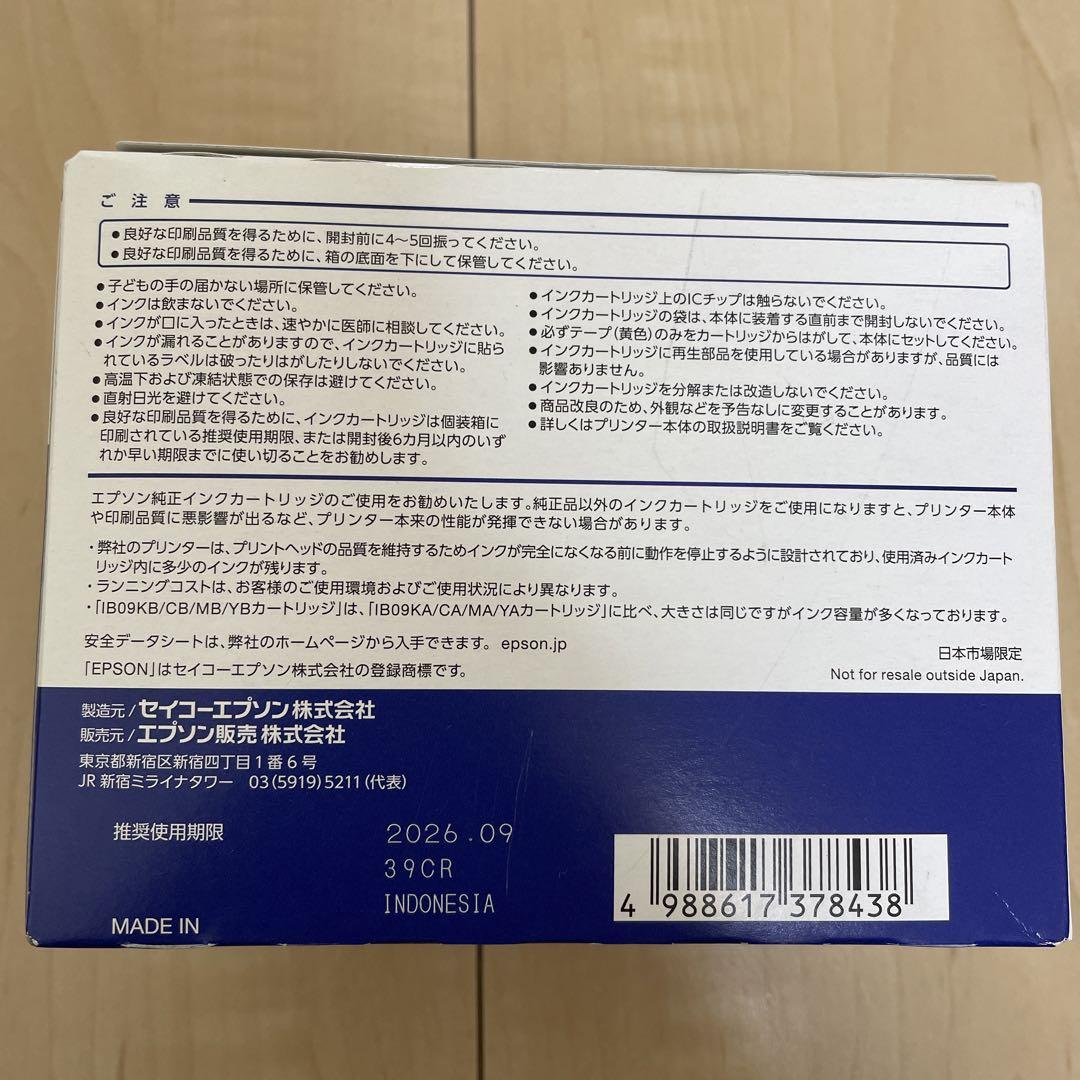 ご注意
●良好な印刷品質を得るために、開封前に4〜5回振ってください。
●良好な印刷品質を得るために、箱の底面を下にして保管してください。
●子どもの手の届かない場所に保管してください。
●インクは飲まないでください。
●インクが口に入ったときは、速やかに医師に相談してください。
●インクが漏れることがありますので、インクカートリッジに貼ら
れているラベルは破ったりはがしたりしないでください。
●高温下および凍結状態での保存は避けてください。
●直射日光を避けてください。
●良好な印刷品質を得るために、インクカートリッジは個装箱に
印刷されている推奨使用期限、または開封後6カ月以内のいず
れか早い期限までに使い切ることをお勧めします。
●インクカートリッジ上のICチップは触らないでください。
●インクカートリッジの袋は、本体に装着する直前まで開封しないでください。
●必ずテープ(黄色)のみをカートリッジからはがして、本体にセットしてください。
●インクカートリッジに再生部品を使用している場合がありますが、品質には
影響ありません。
●インクカートリッジを分解または改造しないでください。
●商品改良のため、外観などを予告なしに変更することがあります。
●詳しくはプリンター本体の取扱説明書をご覧ください。
エプソン純正インクカートリッジのご使用をお勧めいたします。純正品以外のインクカートリッジをご使用になりますと、プリンター本体
や印刷品質に悪影響が出るなど、プリンター本来の性能が発揮できない場合があります。
・弊社のプリンターは、プリントヘッドの品質を維持するためインクが完全になくなる前に動作を停止するように設計されており、使用済みインクカート
リッジ内に多少のインクが残ります。
・ランニングコストは、お客様のご使用環境およびご使用状況により異なります。
・「IB09KB/CB/MB/YBカートリッジ」は、「IB09KA/CA/MA/YAカートリッジ」に比べ、大きさは同じですがインク容量が多くなっております。
安全データシートは、弊社のホームページから入手できます。 epson.jp
「EPSON」はセイコーエプソン株式会社の登録商標です。
日本市場限定
Not for resale outside Japan.
製造元/セイコーエプソン株式会社
販売元/エプソン販売株式会社
東京都新宿区新宿四丁目1番6号
JR新宿ミライナタワー 03(5919)5211(代表)
推奨使用期限 2026.09
39CR
MADE IN INDONESIA
4 988617 378438